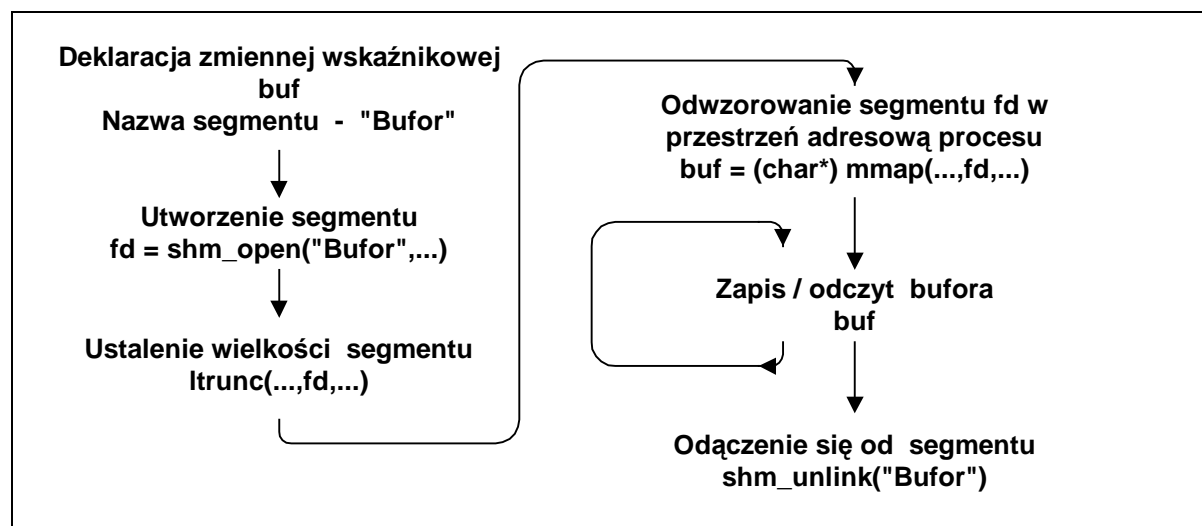 Deklaracja zmiennej wskaźnikowej
buf
Nazwa segmentu - "Bufor"
Utworzenie segmentu
fd = shm_open("Bufor",...)
Ustalenie wielkości segmentu
ltrunc(...,fd,...)
Odwzorowanie segmentu fd w
przestrzeń adresową procesu
buf = (char*) mmap(...,fd,...)
Zapis / odczyt bufora
buf
Odączenie się od segmentu
shm_unlink("Bufor")